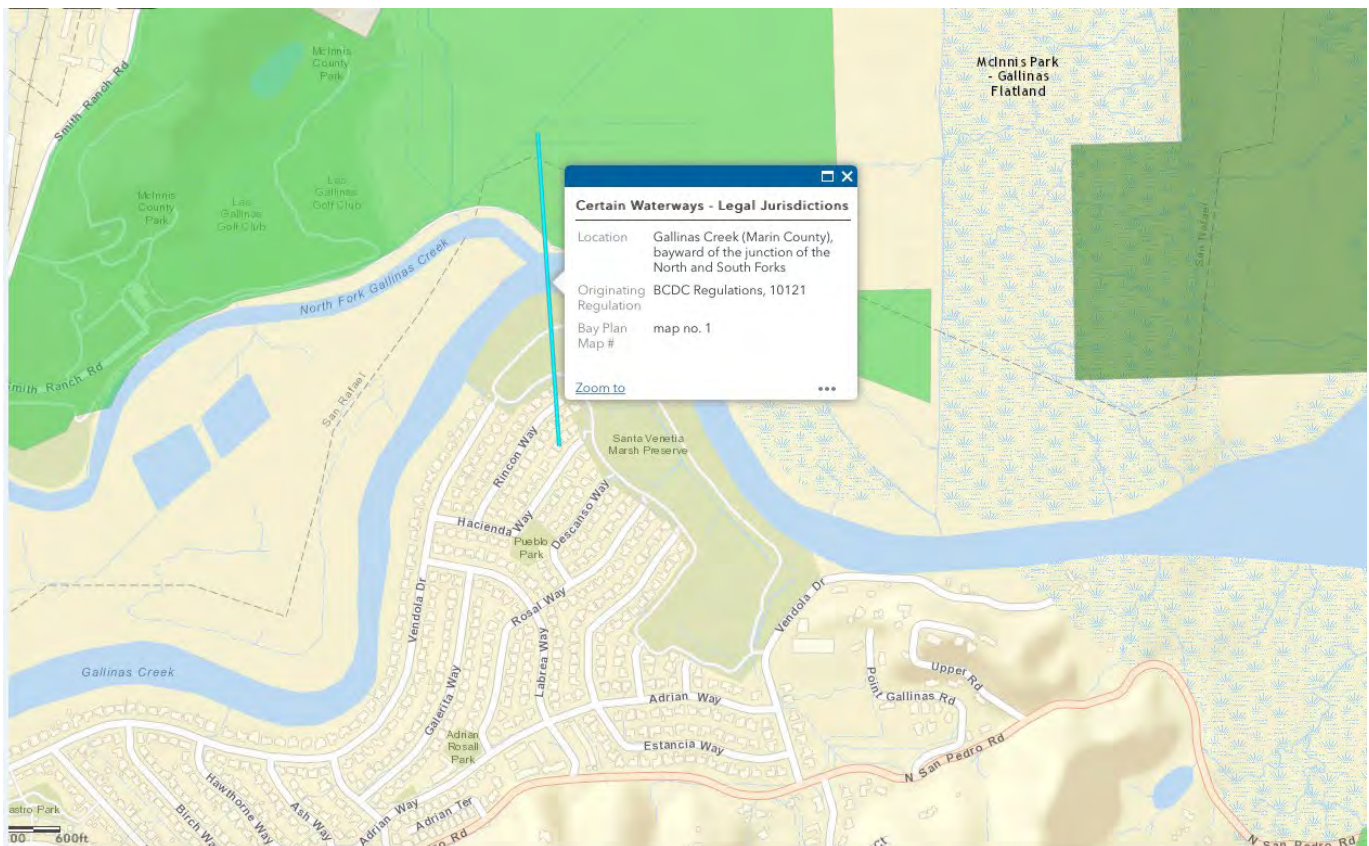 McInnis
County
Park
Smith Ranch Rd
McInnis Park
- Gallinas
Flatland
McInnis
County
Park
Las
Gallinas
Golf Club
Las
Gallinas
Golf Club
San Rafael
Certain Waterways - Legal Jurisdictions
Location Gallinas Creek (Marin County),
bayward of the junction of the
North and South Forks
Originating BCDC Regulations, 10121
Regulation
Bay Plan map no. 1
Map #
Zoom to
North Fork Gallinas Creek
Smith Ranch Rd
San Rafael
Santa Venetia
Marsh Preserve
Rincon Way
Hacienda Way
Descanso Way
Pueblo
Park
Vendola Dr
Rosal Way
Vendola Dr
Labrea Way
Gallinas Creek
Galerita Way
Upper Rd
Point Gallinas Rd
Adrian Way
Adrian
Rosall
Park
Estancia Way
N San Pedro Rd
Hawthorne Way
Ash Way
Adrian Way
Adrian Ter
Park
Birch
Rd
600ft
N San Pedro Rd